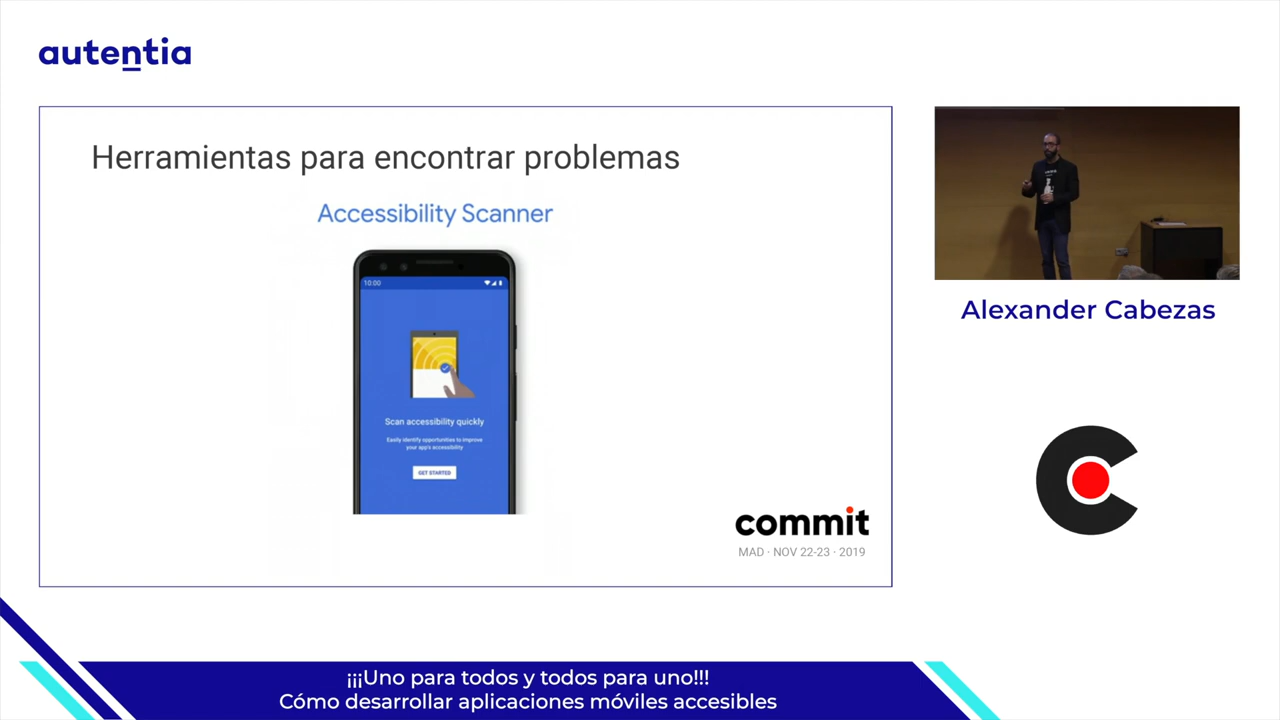 autentia
Herramientas para encontrar problemas
Accessibility Scanner
10:00
Scan accessibility quickly
Easily identify opportunities to improve
your app's accessibility
GET STARTED
commit
MAD · NOV 22-23 · 2019
Alexander Cabezas
¡¡¡Uno para todos y todos para uno!!!
Cómo desarrollar aplicaciones móviles accesibles